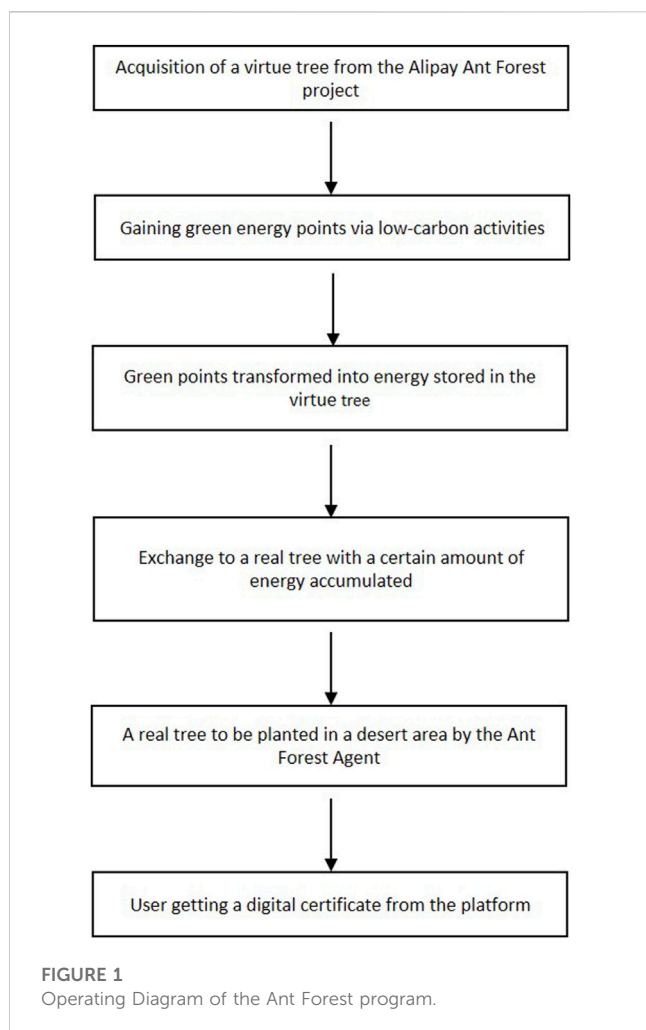 Acquisition of a virtue tree from the Alipay Ant Forest
project
Gaining green energy points via low-carbon activities
Green points transformed into energy stored in the
virtue tree
Exchange to a real tree with a certain amount of
energy accumulated
A real tree to be planted in a desert area by the Ant
Forest Agent
User getting a digital certificate from the platform
FIGURE 1
Operating Diagram of the Ant Forest program.